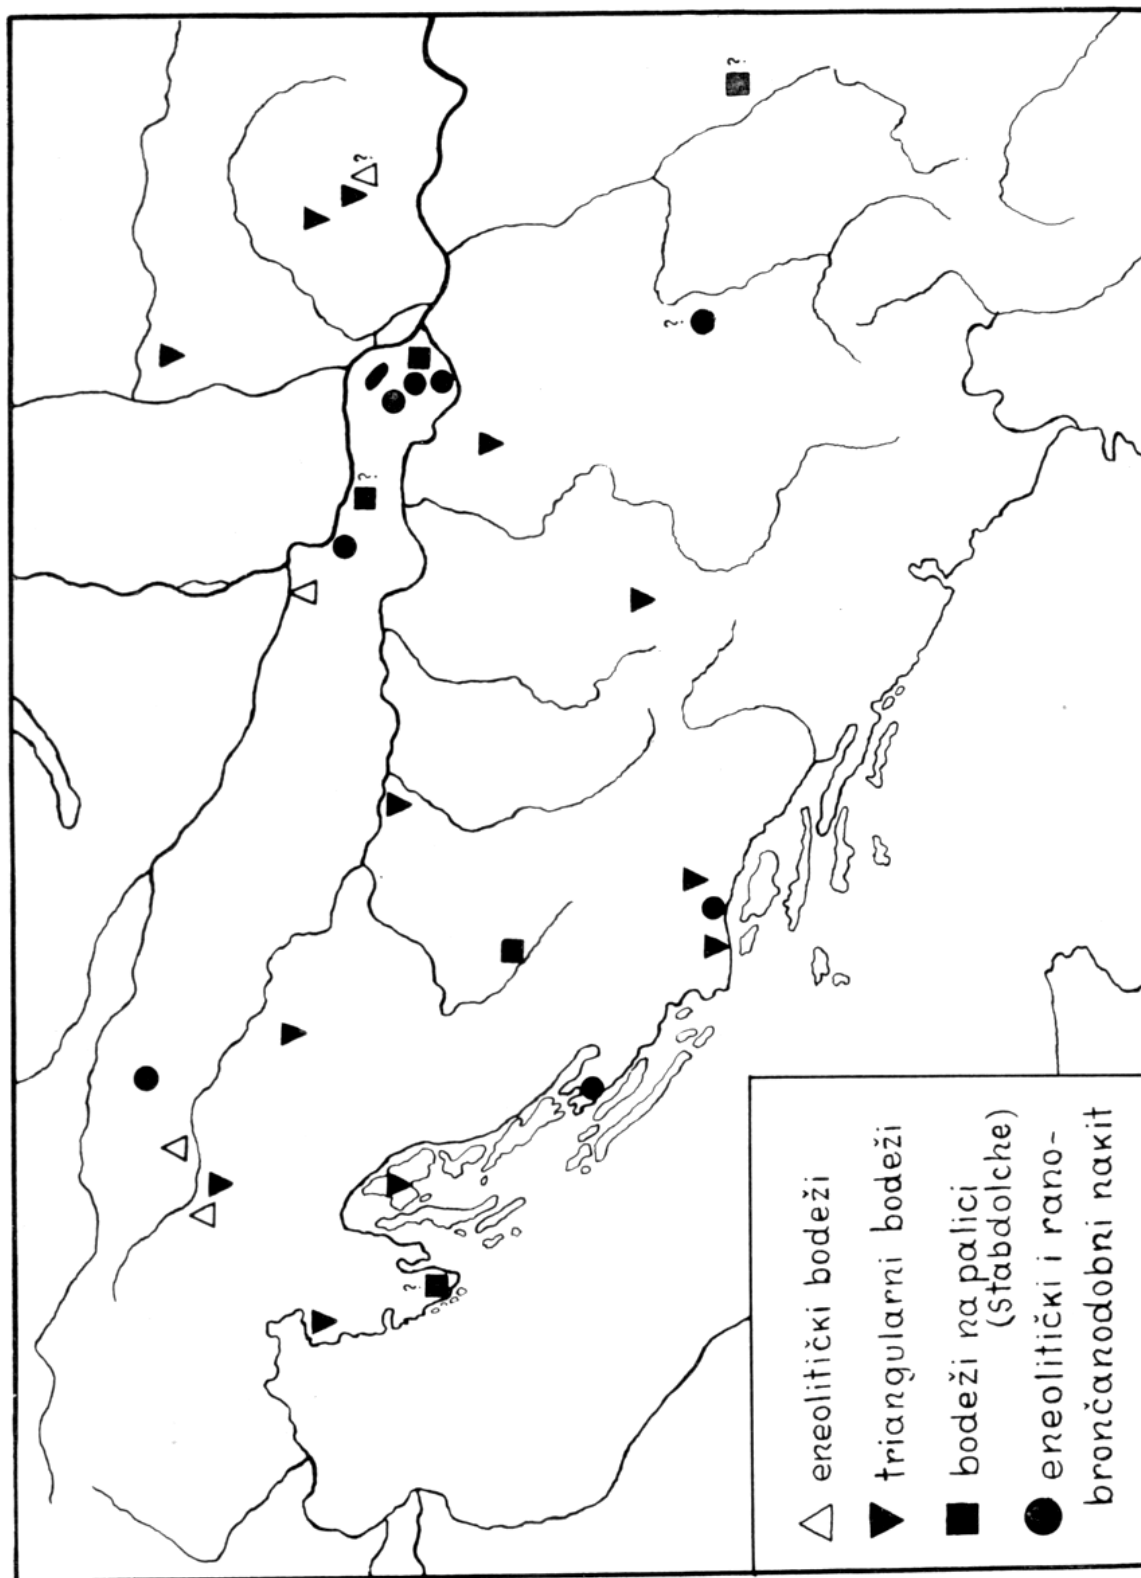 eneolitički bodeži
triangularni bodeži
bodeži na palici
(stabdolche)
eneolitički i rano-
brončanodobni nakit
?
?
?
?
?